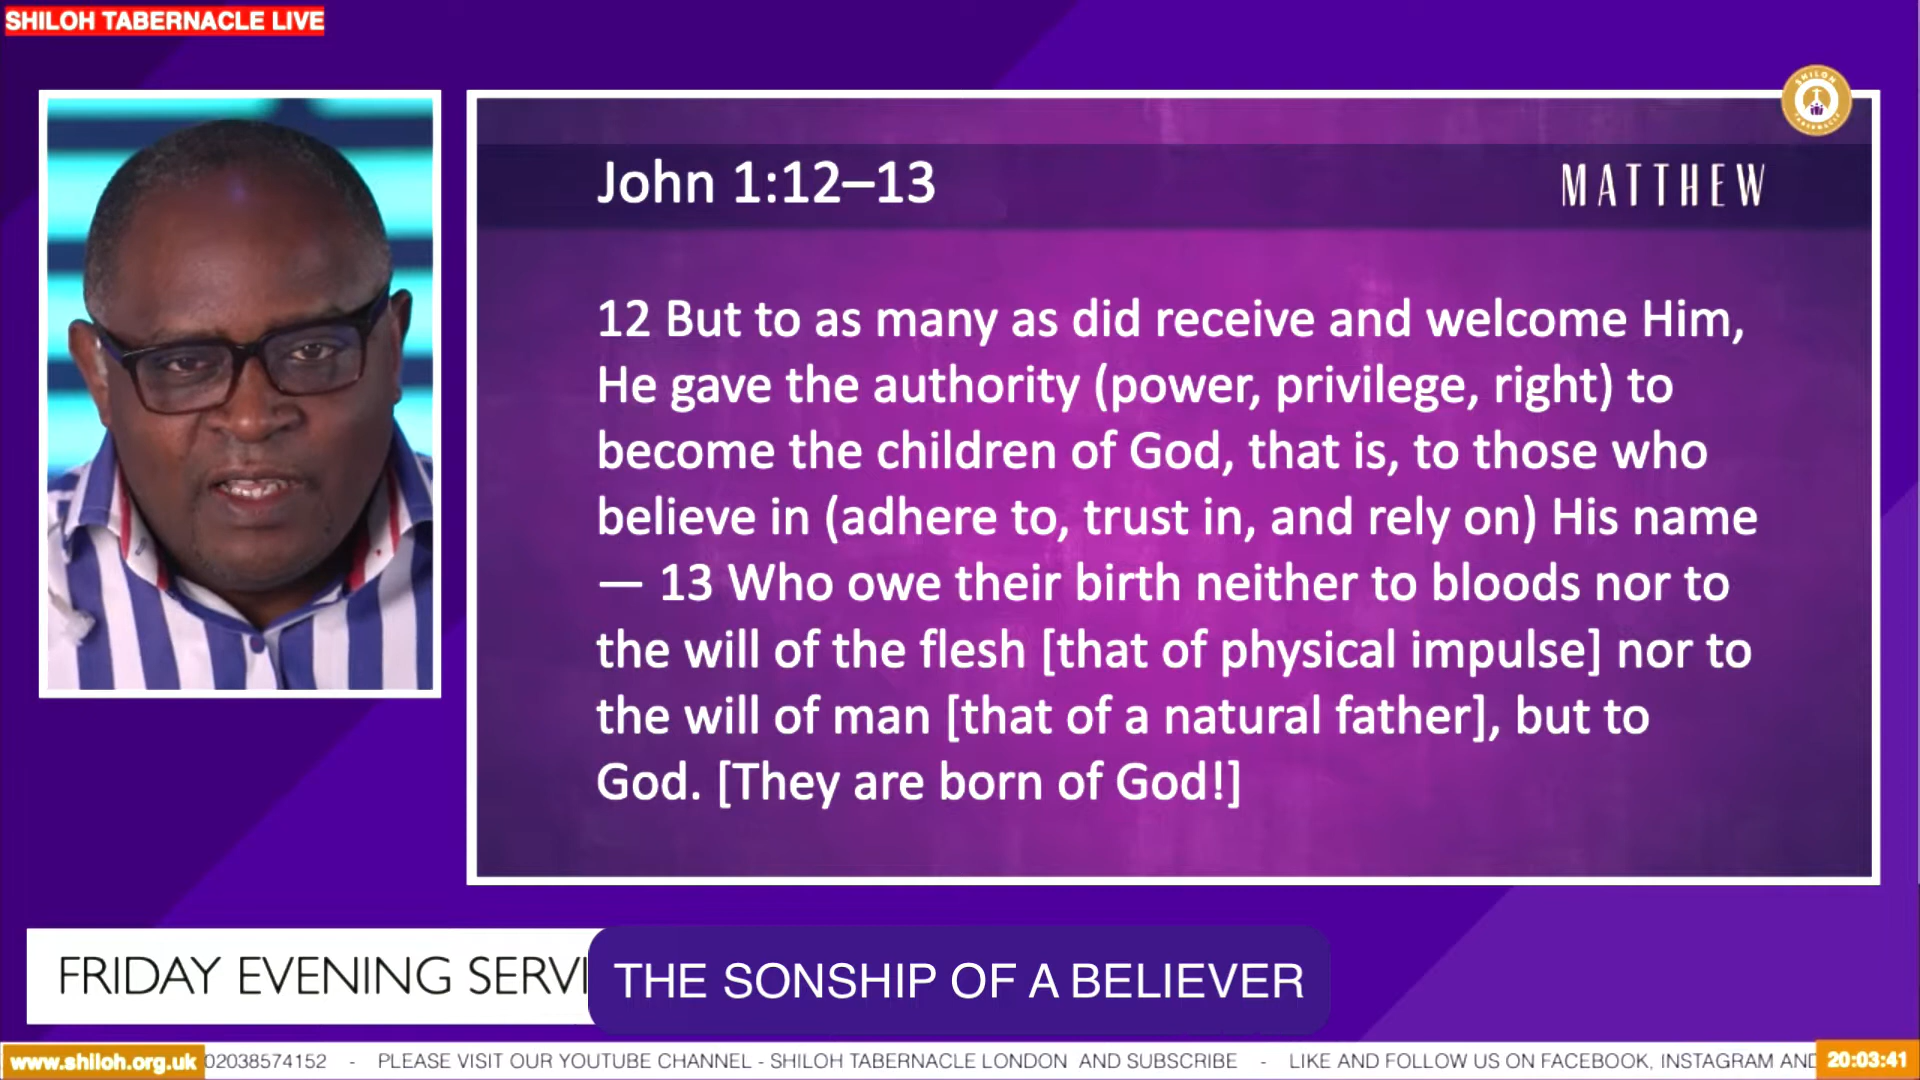 SHILOH TABERNACLE LIVE
SHILOH
TABERNACLE
John 1:12–13
MATTHEW
12 But to as many as did receive and welcome Him,
He gave the authority (power, privilege, right) to
become the children of God, that is, to those who
believe in (adhere to, trust in, and rely on) His name
— 13 Who owe their birth neither to bloods nor to
the will of the flesh [that of physical impulse] nor to
the will of man [that of a natural father], but to
God. [They are born of God!]
FRIDAY EVENING SERVI
THE SONSHIP OF A BELIEVER
www.shiloh.org.uk 02038574152 - PLEASE VISIT OUR YOUTUBE CHANNEL - SHILOH TABERNACLE LONDON AND SUBSCRIBE - LIKE AND FOLLOW US ON FACEBOOK, INSTAGRAM AND 20:03:41